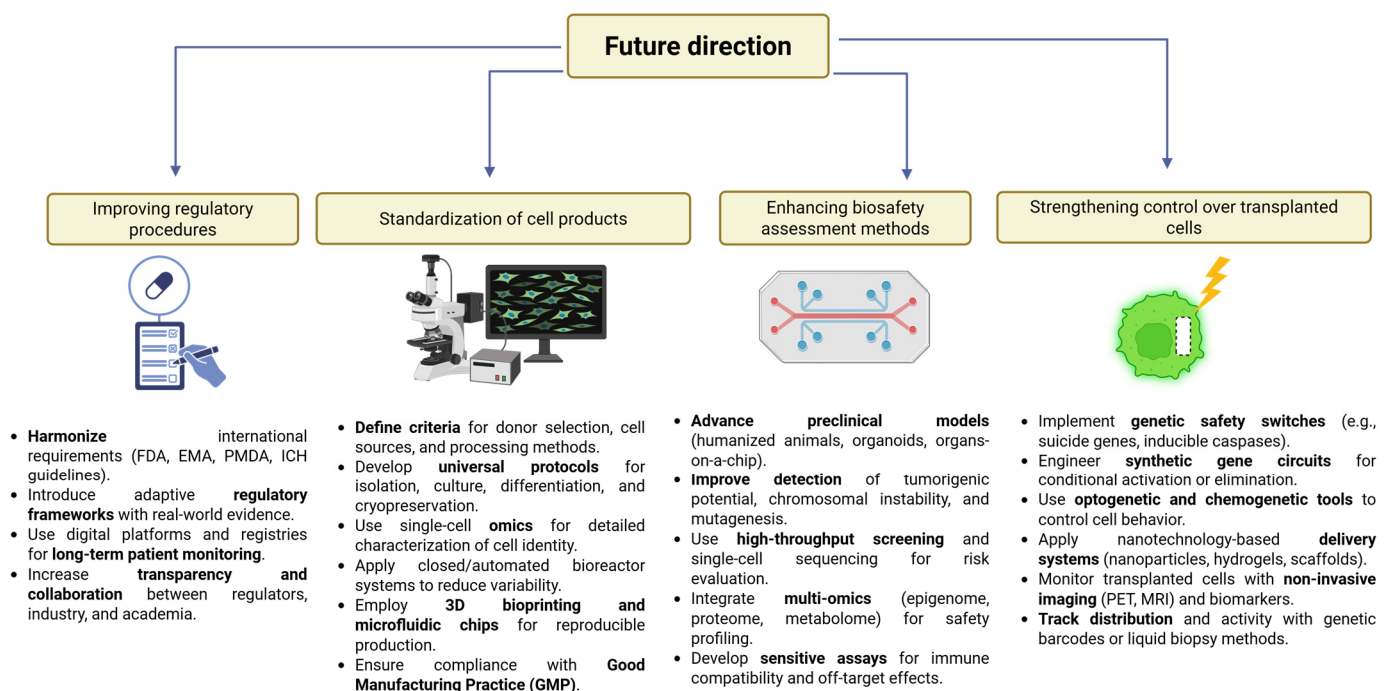 Future direction
Improving regulatory
procedures
Standardization of cell products
Enhancing biosafety
assessment methods
Strengthening control over transplanted
cells
• Harmonize international
requirements (FDA, EMA, PMDA, ICH
guidelines).
• Introduce adaptive regulatory
frameworks with real-world evidence.
• Use digital platforms and registries
for long-term patient monitoring.
• Increase transparency and
collaboration between regulators,
industry, and academia.
• Define criteria for donor selection, cell
sources, and processing methods.
• Develop universal protocols for
isolation, culture, differentiation, and
cryopreservation.
• Use single-cell omics for detailed
characterization of cell identity.
• Apply closed/automated bioreactor
systems to reduce variability.
• Employ 3D bioprinting and
microfluidic chips for reproducible
production.
• Ensure compliance with Good
Manufacturing Practice (GMP).
• Advance preclinical models
(humanized animals, organoids, organs-
on-a-chip).
• Improve detection of tumorigenic
potential, chromosomal instability, and
mutagenesis.
• Use high-throughput screening and
single-cell sequencing for risk
evaluation.
• Integrate multi-omics (epigenome,
proteome, metabolome) for safety
profiling.
• Develop sensitive assays for immune
compatibility and off-target effects.
• Implement genetic safety switches (e.g.,
suicide genes, inducible caspases).
• Engineer synthetic gene circuits for
conditional activation or elimination.
• Use optogenetic and chemogenetic tools to
control cell behavior.
• Apply nanotechnology-based delivery
systems (nanoparticles, hydrogels, scaffolds).
• Monitor transplanted cells with non-invasive
imaging (PET, MRI) and biomarkers.
• Track distribution and activity with genetic
barcodes or liquid biopsy methods.